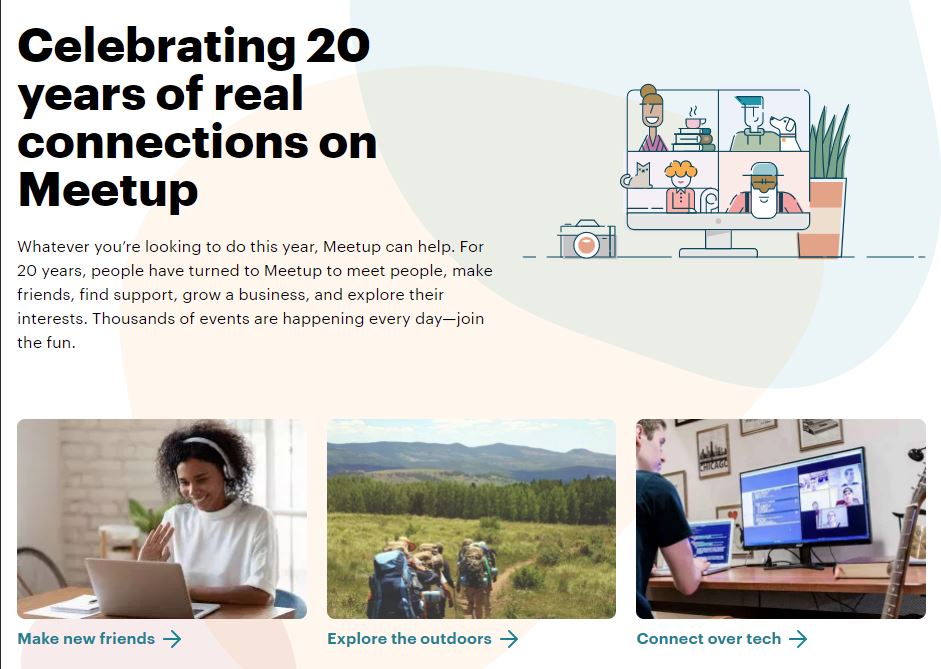 Celebrating 20
years of real
connections on
Meetup
Whatever you’re looking to do this year, Meetup can help. For
20 years, people have turned to Meetup to meet people, make
friends, find support, grow a business, and explore their
interests. Thousands of events are happening every day—join
the fun.
CHICAGO
Make new friends →
Explore the outdoors →
Connect over tech →